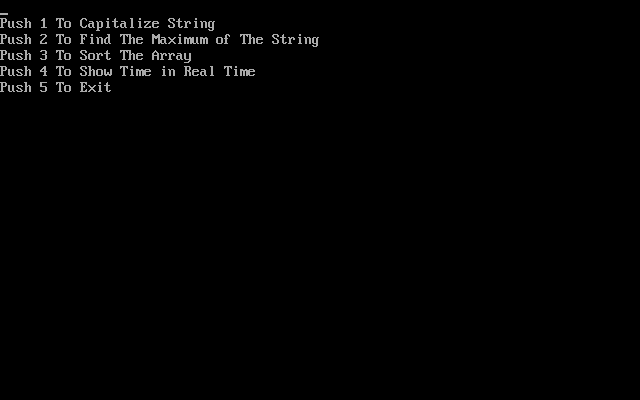 Push 1 To Capitalize String
Push 2 To Find The Maximum of The String
Push 3 To Sort The Array
Push 4 To Show Time in Real Time
Push 5 To Exit